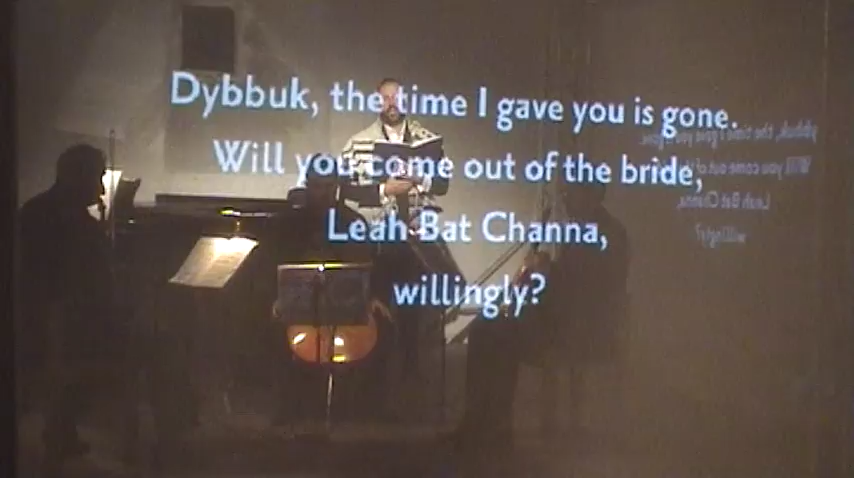 Dybbuk, the time I gave you is gone.
Will you come out of the bride,
Leah Bat Channa,
willingly?